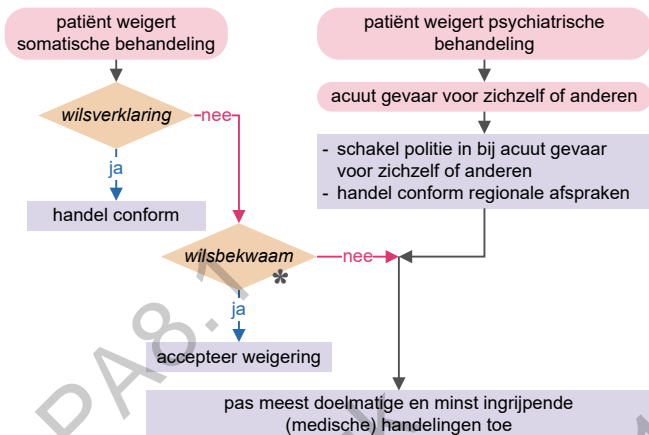 patiënt weigert
somatische behandeling
wilsverklaring
nee
ja
handel conform
wilsbekwaam
*
nee
ja
accepteer weigering
patiënt weigert psychiatrische
behandeling
acuut gevaar voor zichzelf of anderen
- schakel politie in bij acuut gevaar
voor zichzelf of anderen
- handel conform regionale afspraken
pas meest doelmatige en minst ingrijpende
(medische) handelingen toe
PA8.1